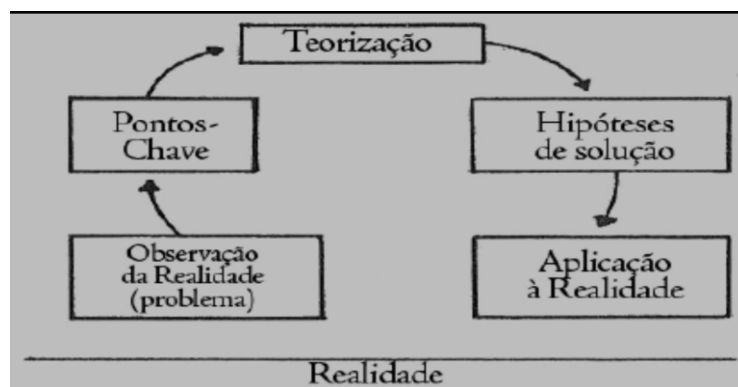 Teorização
Pontos-
Chave
Hipóteses
de solução
Observação
da Realidade
(problema)
Aplicação
à Realidade
Realidade